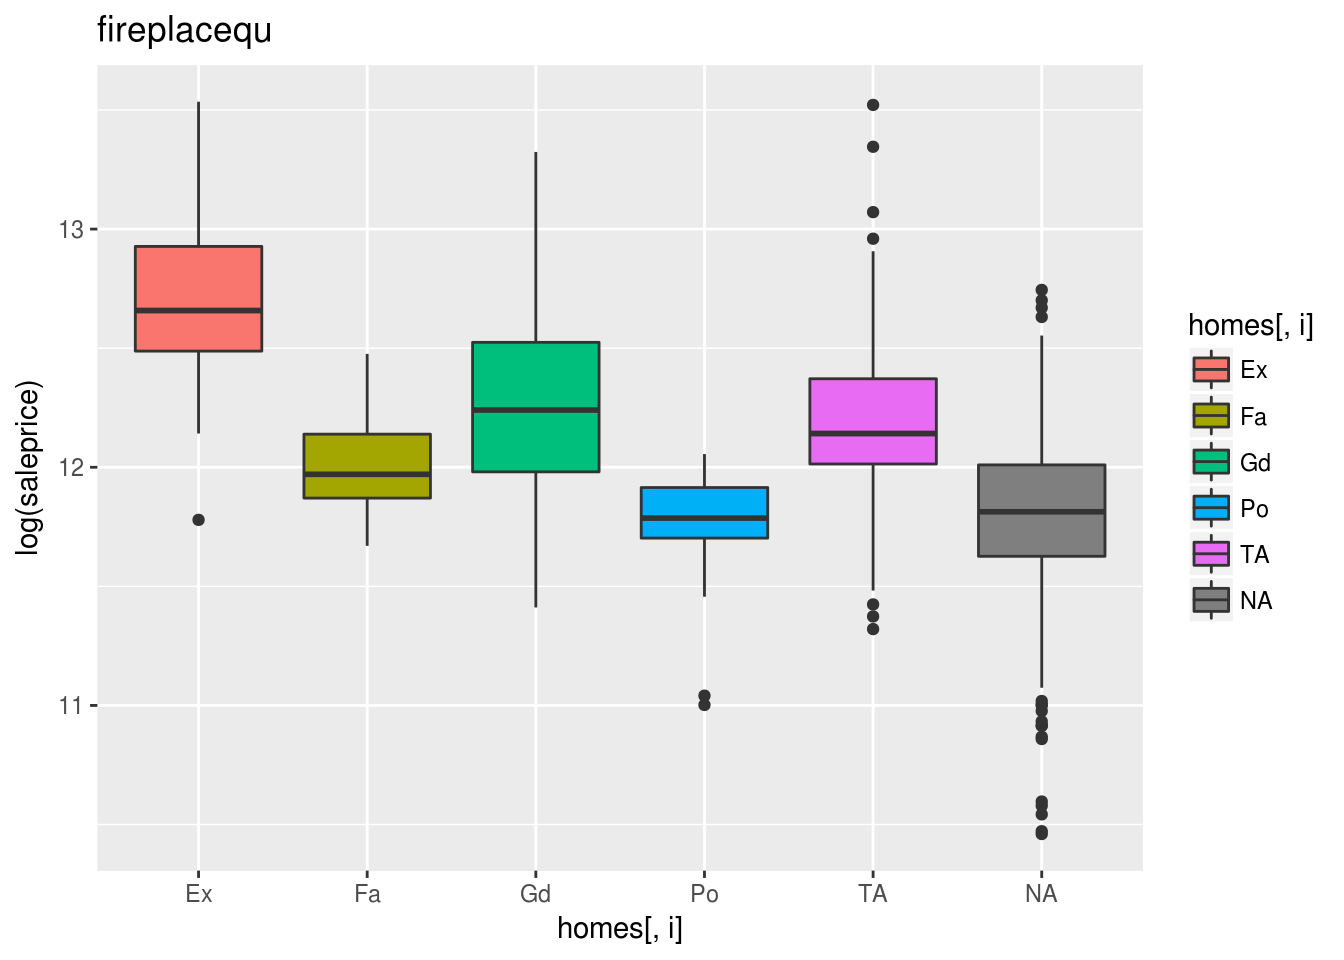 fireplacequ
log(saleprice)
13
12
11
Ex Fa Gd Po TA NA
homes[, i]
homes[, i]
Ex
Fa
Gd
Po
TA
NA